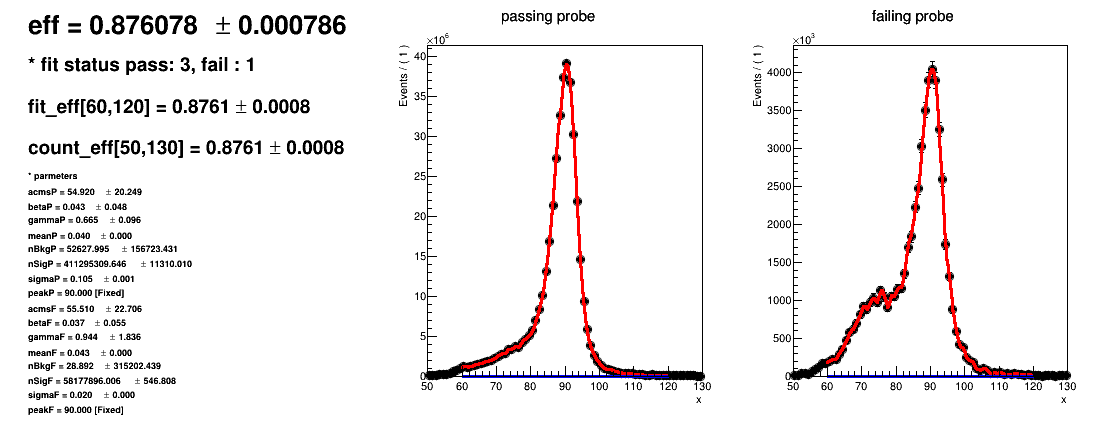 eff = 0.876078 ± 0.000786
* fit status pass: 3, fail : 1
fit_eff[60,120] = 0.8761 ± 0.0008
count_eff[50,130] = 0.8761 ± 0.0008
* parmeters
acmsP = 54.920 ± 20.249
betaP = 0.043 ± 0.048
gammaP = 0.665 ± 0.096
meanP = 0.040 ± 0.000
nBkgP = 52627.995 ± 156723.431
nSigP = 411295309.646 ± 11310.010
sigmaP = 0.105 ± 0.001
peakP = 90.000 [Fixed]
acmsF = 55.510 ± 22.706
betaF = 0.037 ± 0.055
gammaF = 0.944 ± 1.836
meanF = 0.043 ± 0.000
nBkgF = 28.892 ± 315202.439
nSigF = 58177896.006 ± 546.808
sigmaF = 0.020 ± 0.000
peakF = 90.000 [Fixed]
passing probe
×10⁶
Events / ( 1 )
40
35
30
25
20
15
10
5
0
50 60 70 80 90 100 110 120 130
x
failing probe
×10³
Events / ( 1 )
4000
3500
3000
2500
2000
1500
1000
500
0
50 60 70 80 90 100 110 120 130
x